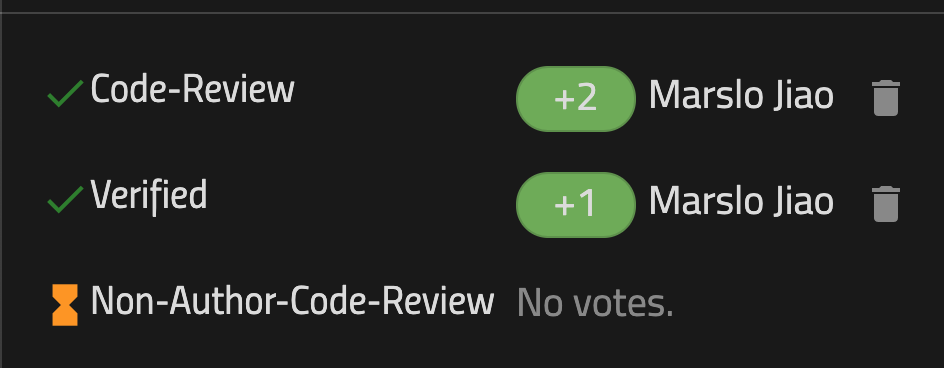 Code-Review +2 Marslo Jiao
Verified +1 Marslo Jiao
Non-Author-Code-Review No votes.